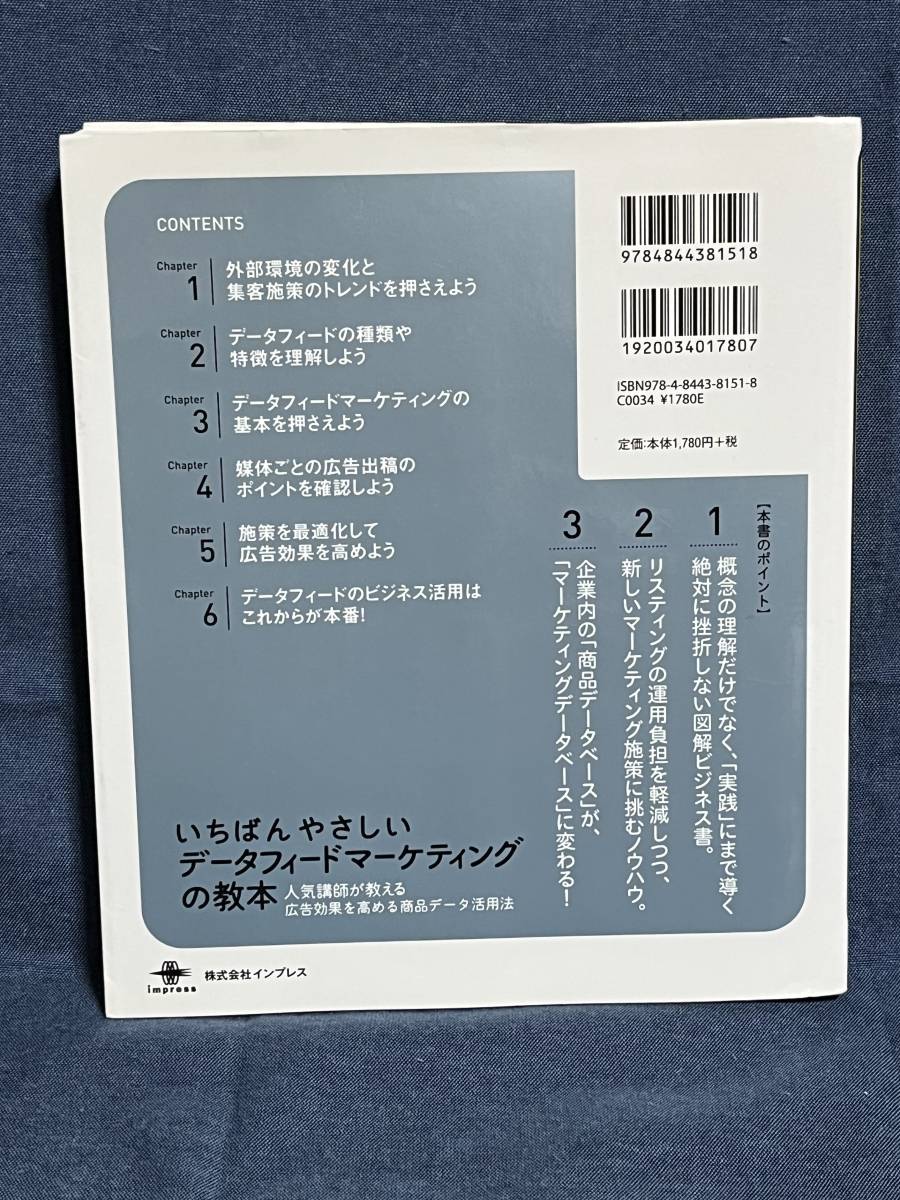 CONTENTS
Chapter
1
外部環境の変化と
集客施策のトレンドを押さえよう
Chapter
2
データフィードの種類や
特徴を理解しよう
Chapter
3
データフィードマーケティングの
基本を押さえよう
Chapter
4
媒体ごとの広告出稿の
ポイントを確認しよう
Chapter
5
施策を最適化して
広告効果を高めよう
Chapter
6
データフィードのビジネス活用は
これからが本番!
9784844381518
1920034017807
ISBN978-4-8443-8151-8
C0034 ¥1780E
定価:本体1,780円+税
【本書のポイント】
1
概念の理解だけでなく、「実践」にまで導く
絶対に挫折しない図解ビジネス書。
2
リスティングの運用負担を軽減しつつ、
新しいマーケティング施策に挑むノウハウ。
3
企業内の「商品データベース」が、
「マーケティングデータベース」に変わる!
いちばんやさしい
データフィードマーケティング
の教本
人気講師が教える
広告効果を高める商品データ活用法
impress
株式会社インプレス